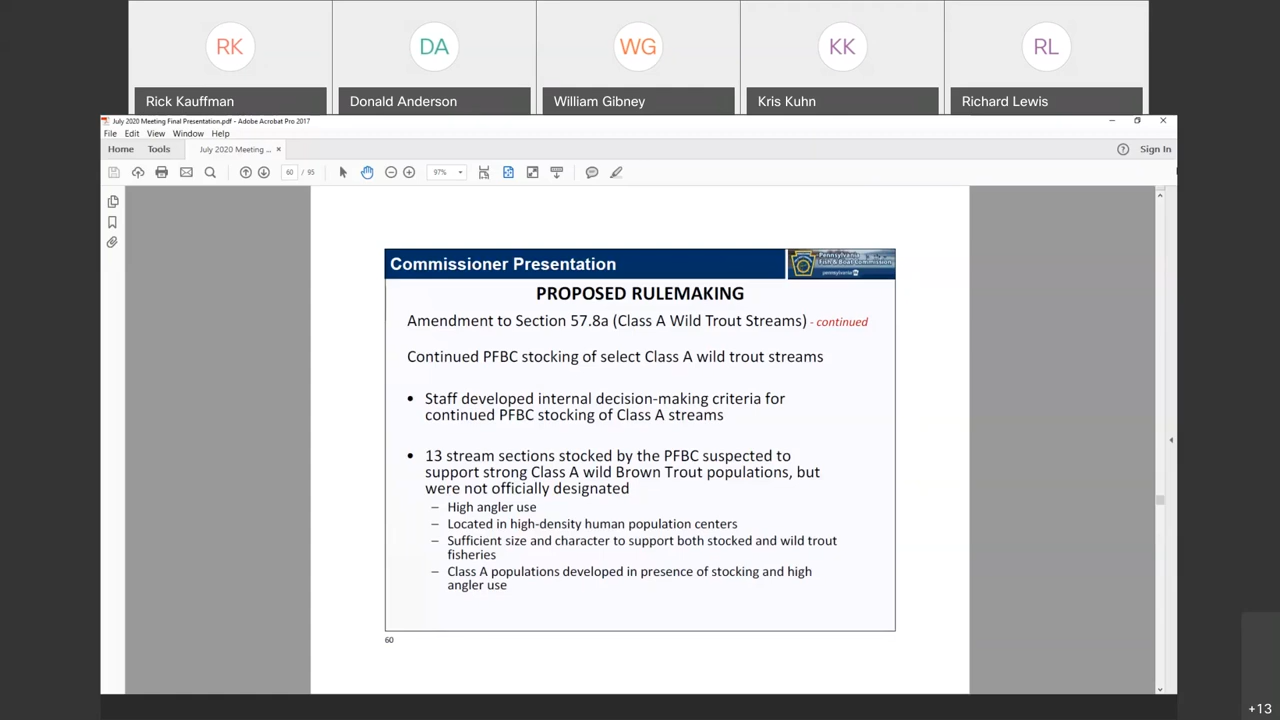 RK
DA
WG
KK
RL
Rick Kauffman
Donald Anderson
William Gibney
Kris Kuhn
Richard Lewis
July 2020 Meeting Final Presentation.pdf - Adobe Acrobat Pro 2017
File Edit View Window Help
Home Tools July 2020 Meeting ... × Sign In
60 / 95 97%
Commissioner Presentation
Pennsylvania
Fish & Boat Commission
pennsylvania
PROPOSED RULEMAKING
Amendment to Section 57.8a (Class A Wild Trout Streams) - continued
Continued PFBC stocking of select Class A wild trout streams
• Staff developed internal decision-making criteria for
continued PFBC stocking of Class A streams
• 13 stream sections stocked by the PFBC suspected to
support strong Class A wild Brown Trout populations, but
were not officially designated
– High angler use
– Located in high-density human population centers
– Sufficient size and character to support both stocked and wild trout
fisheries
– Class A populations developed in presence of stocking and high
angler use
60
+13